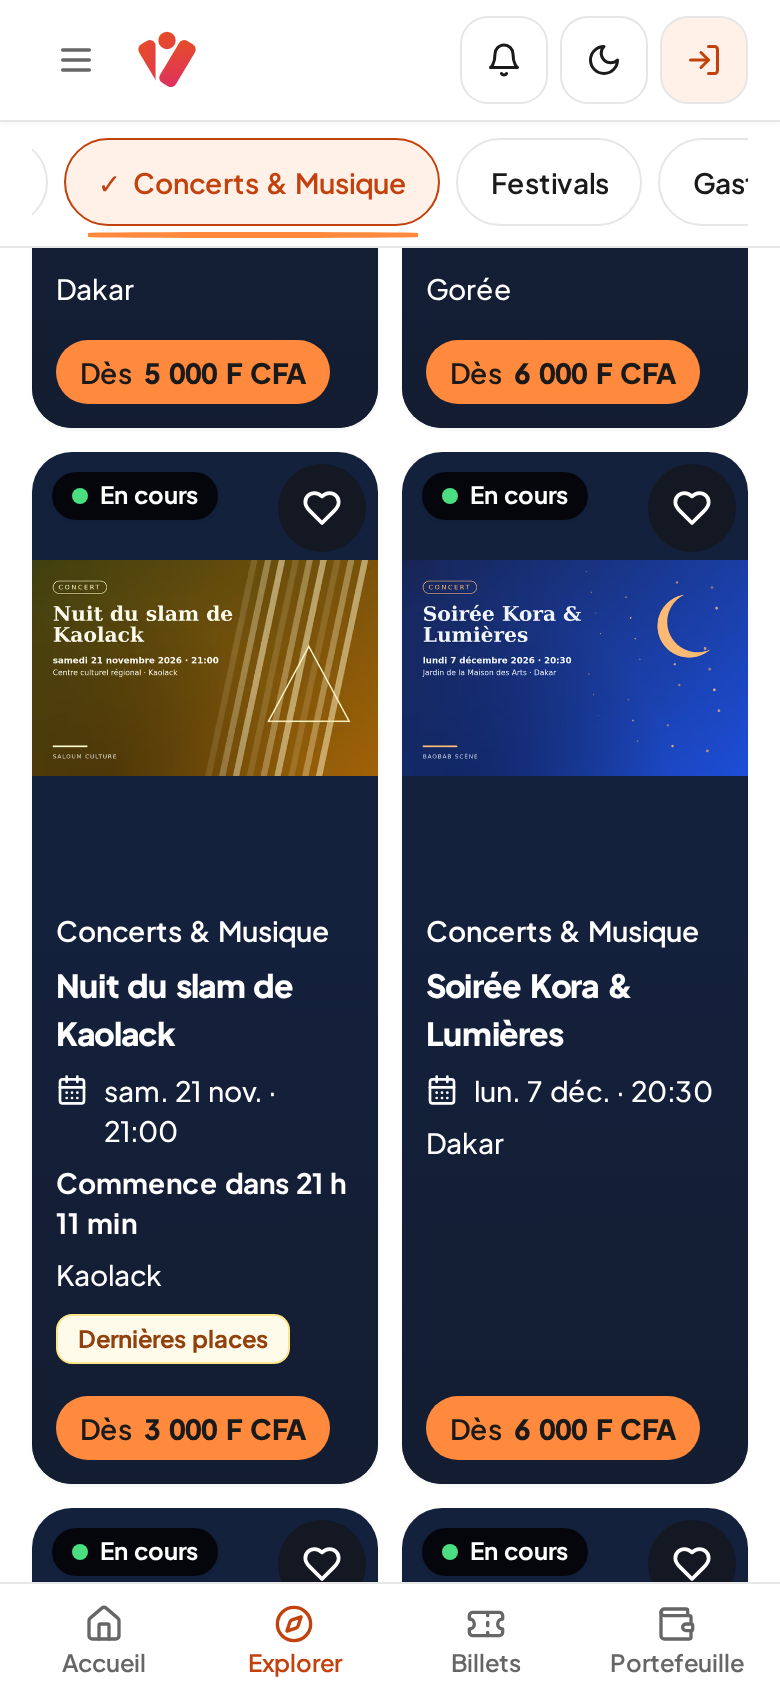 ✓ Concerts & Musique
Festivals
Gast
Dakar
Gorée
Dès 5 000 F CFA
Dès 6 000 F CFA
En cours
En cours
CONCERT
Nuit du slam de
Kaolack
samedi 21 novembre 2026 · 21:00
Centre culturel régional · Kaolack
SALOUM CULTURE
CONCERT
Soirée Kora &
Lumières
lundi 7 décembre 2026 · 20:30
Jardin de la Maison des Arts · Dakar
BAOBAB SCÈNE
Concerts & Musique
Nuit du slam de
Kaolack
sam. 21 nov. ·
21:00
Commence dans 21 h
11 min
Kaolack
Dernières places
Dès 3 000 F CFA
Concerts & Musique
Soirée Kora &
Lumières
lun. 7 déc. · 20:30
Dakar
Dès 6 000 F CFA
En cours
En cours
Accueil
Explorer
Billets
Portefeuille